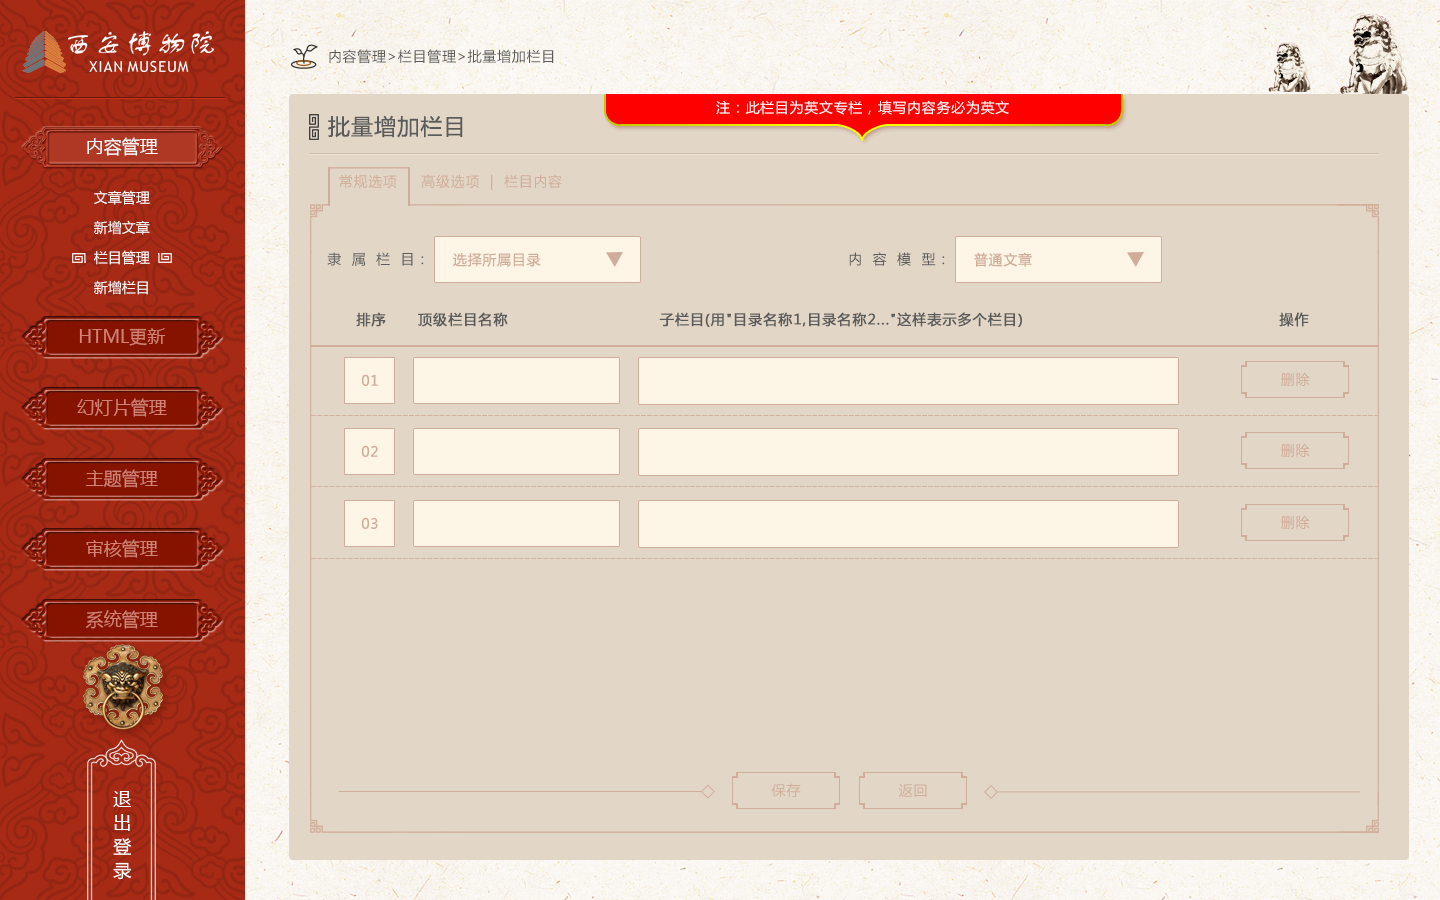 西安博物院
XIAN MUSEUM
内容管理
文章管理
新增文章
栏目管理
新增栏目
HTML更新
幻灯片管理
主题管理
审核管理
系统管理
退出登录
内容管理>栏目管理>批量增加栏目
注：此栏目为英文专栏，填写内容务必为英文
批量增加栏目
常规选项 高级选项 | 栏目内容
隶属栏目： 选择所属目录 内容模型： 普通文章
排序 顶级栏目名称 子栏目(用"目录名称1,目录名称2..."这样表示多个栏目) 操作
01 删除
02 删除
03 删除
保存 返回